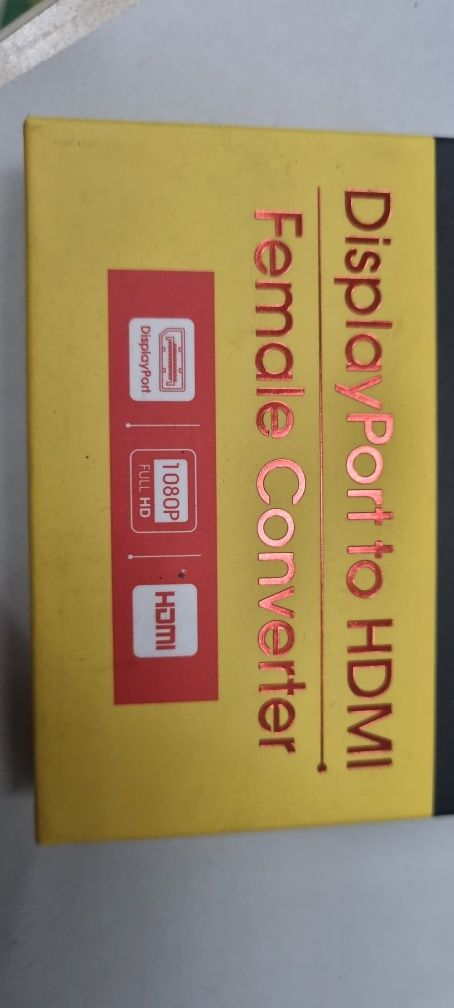 DisplayPort to HDMI
Female Converter
DisplayPort
1080P
FULL HD
HDMI